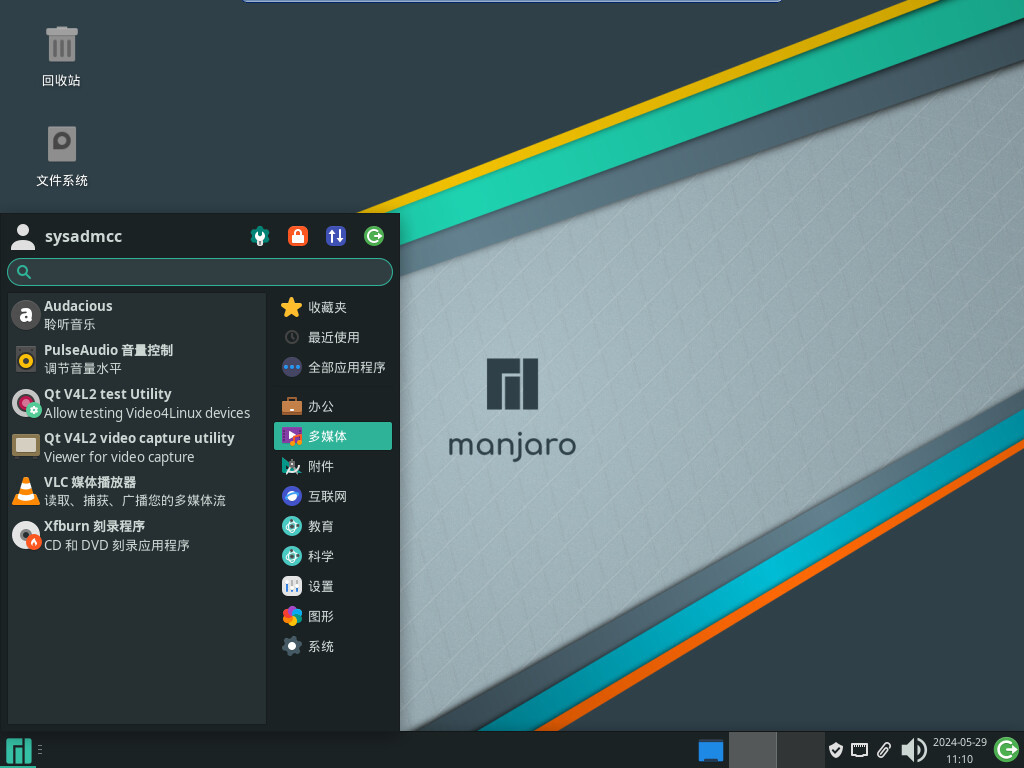 回收站
文件系统
sysadmcc
Audacious
聆听音乐
PulseAudio 音量控制
调节音量水平
Qt V4L2 test Utility
Allow testing Video4Linux devices
Qt V4L2 video capture utility
Viewer for video capture
VLC 媒体播放器
读取、捕获、广播您的多媒体流
Xfburn 刻录程序
CD 和 DVD 刻录应用程序
收藏夹
最近使用
全部应用程序
办公
多媒体
附件
互联网
教育
科学
设置
图形
系统
manjaro
2024-05-29
11:10